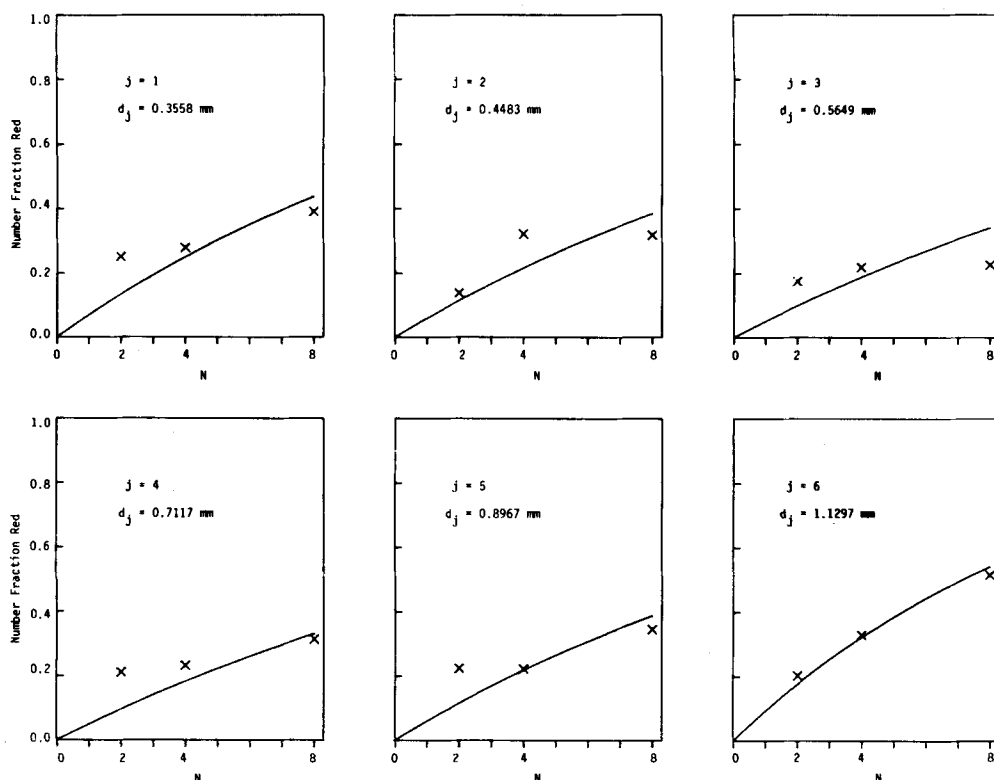 1.0
0.8
0.6
0.4
0.2
0.0
Number Fraction Red
j = 1
d_j = 0.3558 mm
0 2 4 8
N
j = 2
d_j = 0.4483 mm
0 2 4 8
N
j = 3
d_j = 0.5649 mm
0 2 4 8
N
1.0
0.8
0.6
0.4
0.2
0.0
Number Fraction Red
j = 4
d_j = 0.7117 mm
0 2 4 8
N
j = 5
d_j = 0.8967 mm
0 2 4 8
N
j = 6
d_j = 1.1297 mm
0 2 4 8
N